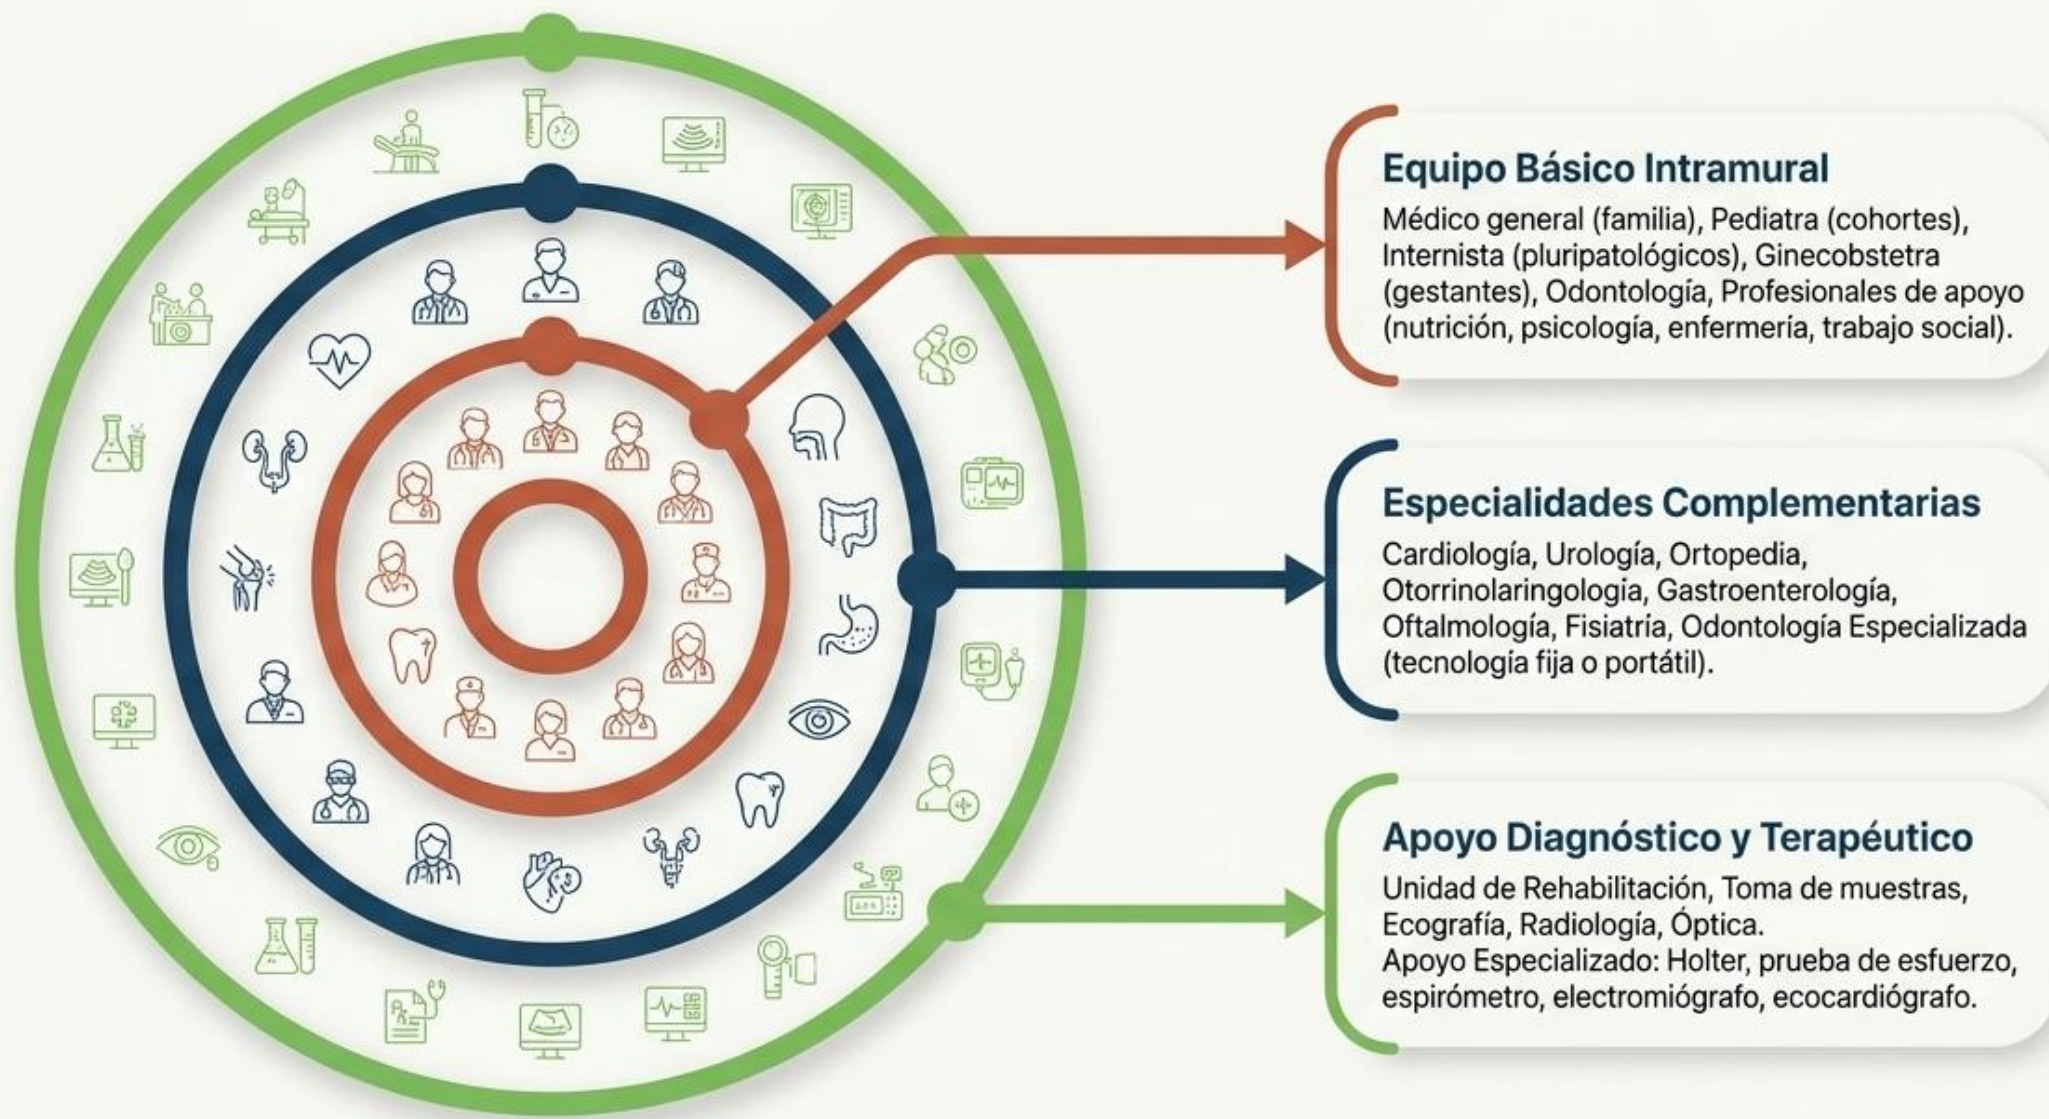 Equipo Básico Intramural
Médico general (familia), Pediatra (cohortes),
Internista (pluripatológicos), Ginecobstetra
(gestantes), Odontología, Profesionales de apoyo
(nutrición, psicología, enfermería, trabajo social).
Especialidades Complementarias
Cardiología, Urología, Ortopedia,
Otorrinolaringología, Gastroenterología,
Oftalmología, Fisiatría, Odontología Especializada
(tecnología fija o portátil).
Apoyo Diagnóstico y Terapéutico
Unidad de Rehabilitación, Toma de muestras,
Ecografía, Radiología, Óptica.
Apoyo Especializado: Holter, prueba de esfuerzo,
espirómetro, electromiógrafo, ecocardiógrafo.